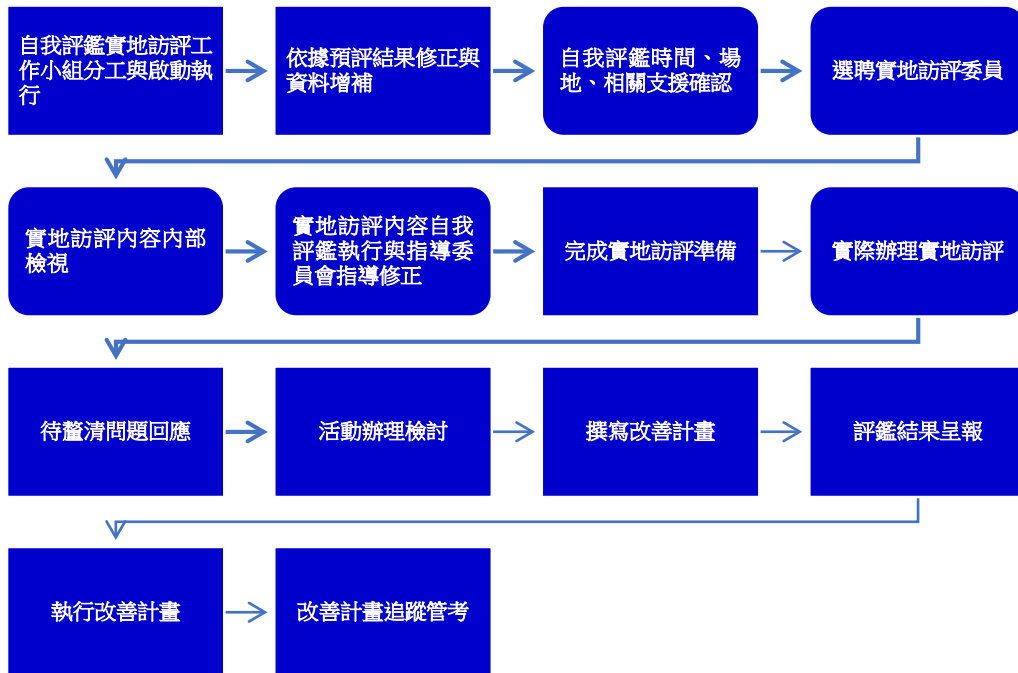 自我評鑑實地訪評工
作小組分工與啟動執
行
依據預評結果修正與
資料增補
自我評鑑時間、場
地、相關支援確認
選聘實地訪評委員
實地訪評內容內部
檢視
實地訪評內容自我
評鑑執行與指導委
員會指導修正
完成實地訪評準備
實際辦理實地訪評
待釐清問題回應
活動辦理檢討
撰寫改善計畫
評鑑結果呈報
執行改善計畫
改善計畫追蹤管考